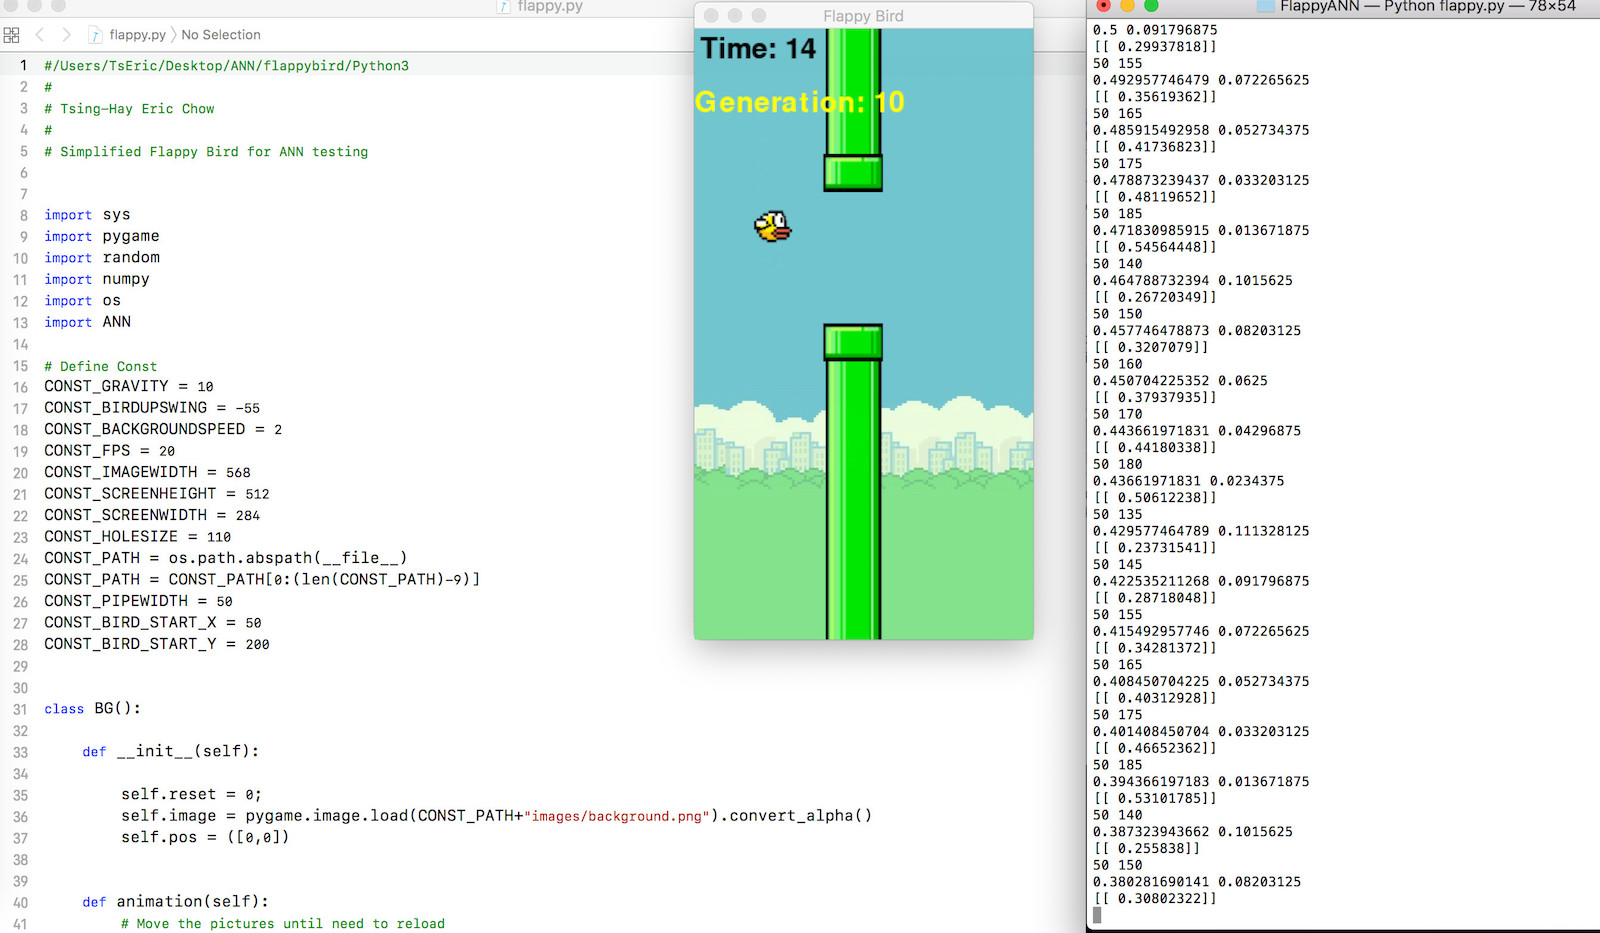 flappy.py
flappy.py
No Selection
1 #/Users/TsEric/Desktop/ANN/flappybird/Python3
2 #
3 # Tsing-Hay Eric Chow
4 #
5 # Simplified Flappy Bird for ANN testing
6
7
8 import sys
9 import pygame
10 import random
11 import numpy
12 import os
13 import ANN
14
15 # Define Const
16 CONST_GRAVITY = 10
17 CONST_BIRDUPSWING = -55
18 CONST_BACKGROUNDSPEED = 2
19 CONST_FPS = 20
20 CONST_IMAGEWIDTH = 568
21 CONST_SCREENHEIGHT = 512
22 CONST_SCREENWIDTH = 284
23 CONST_HOLESIZE = 110
24 CONST_PATH = os.path.abspath(__file__)
25 CONST_PATH = CONST_PATH[0:(len(CONST_PATH)-9)]
26 CONST_PIPEWIDTH = 50
27 CONST_BIRD_START_X = 50
28 CONST_BIRD_START_Y = 200
29
30
31 class BG():
32
33 def __init__(self):
34
35 self.reset = 0;
36 self.image = pygame.image.load(CONST_PATH+"images/background.png").convert_alpha()
37 self.pos = ([0,0])
38
39
40 def animation(self):
41 # Move the pictures until need to reload
Flappy Bird
Time: 14
Generation: 10
FlappyANN — Python flappy.py — 78×54
0.5 0.091796875
[[ 0.29937818]]
50 155
0.492957746479 0.072265625
[[ 0.35619362]]
50 165
0.485915492958 0.052734375
[[ 0.41736823]]
50 175
0.478873239437 0.033203125
[[ 0.48119652]]
50 185
0.471830985915 0.013671875
[[ 0.54564448]]
50 140
0.464788732394 0.1015625
[[ 0.26720349]]
50 150
0.457746478873 0.08203125
[[ 0.3207079]]
50 160
0.450704225352 0.0625
[[ 0.37937935]]
50 170
0.443661971831 0.04296875
[[ 0.44180338]]
50 180
0.43661971831 0.0234375
[[ 0.50612238]]
50 135
0.429577464789 0.111328125
[[ 0.23731541]]
50 145
0.422535211268 0.091796875
[[ 0.28718048]]
50 155
0.415492957746 0.072265625
[[ 0.34281372]]
50 165
0.408450704225 0.052734375
[[ 0.40312928]]
50 175
0.401408450704 0.033203125
[[ 0.46652362]]
50 185
0.394366197183 0.013671875
[[ 0.53101785]]
50 140
0.387323943662 0.1015625
[[ 0.255838]]
50 150
0.380281690141 0.08203125
[[ 0.30802322]]